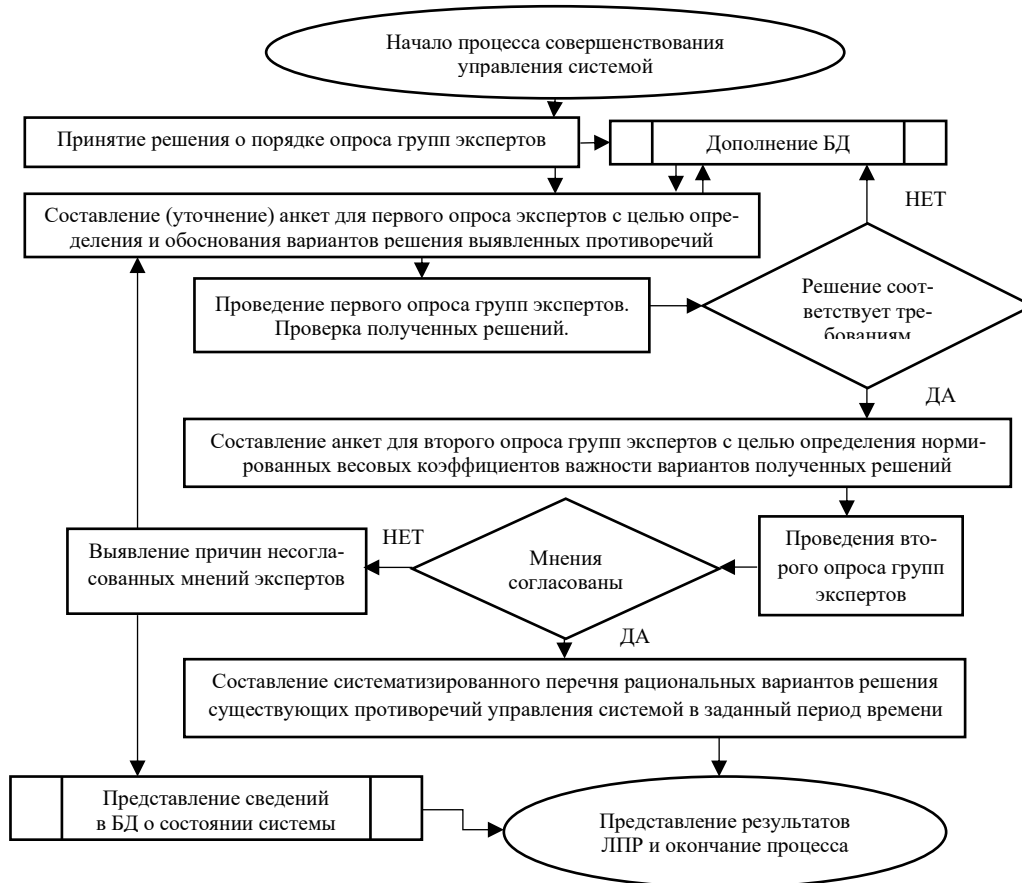 Начало процесса совершенствования
управления системой
Принятие решения о порядке опроса групп экспертов
Дополнение БД
НЕТ
Составление (уточнение) анкет для первого опроса экспертов с целью опре-
деления и обоснования вариантов решения выявленных противоречий
Проведение первого опроса групп экспертов.
Проверка полученных решений.
Решение соот-
ветствует тре-
бованиям
ДА
Составление анкет для второго опроса групп экспертов с целью определения норми-
рованных весовых коэффициентов важности вариантов полученных решений
Выявление причин несогла-
сованных мнений экспертов
НЕТ
Мнения
согласованы
Проведения вто-
рого опроса групп
экспертов
ДА
Составление систематизированного перечня рациональных вариантов решения
существующих противоречий управления системой в заданный период времени
Представление сведений
в БД о состоянии системы
Представление результатов
ЛПР и окончание процесса